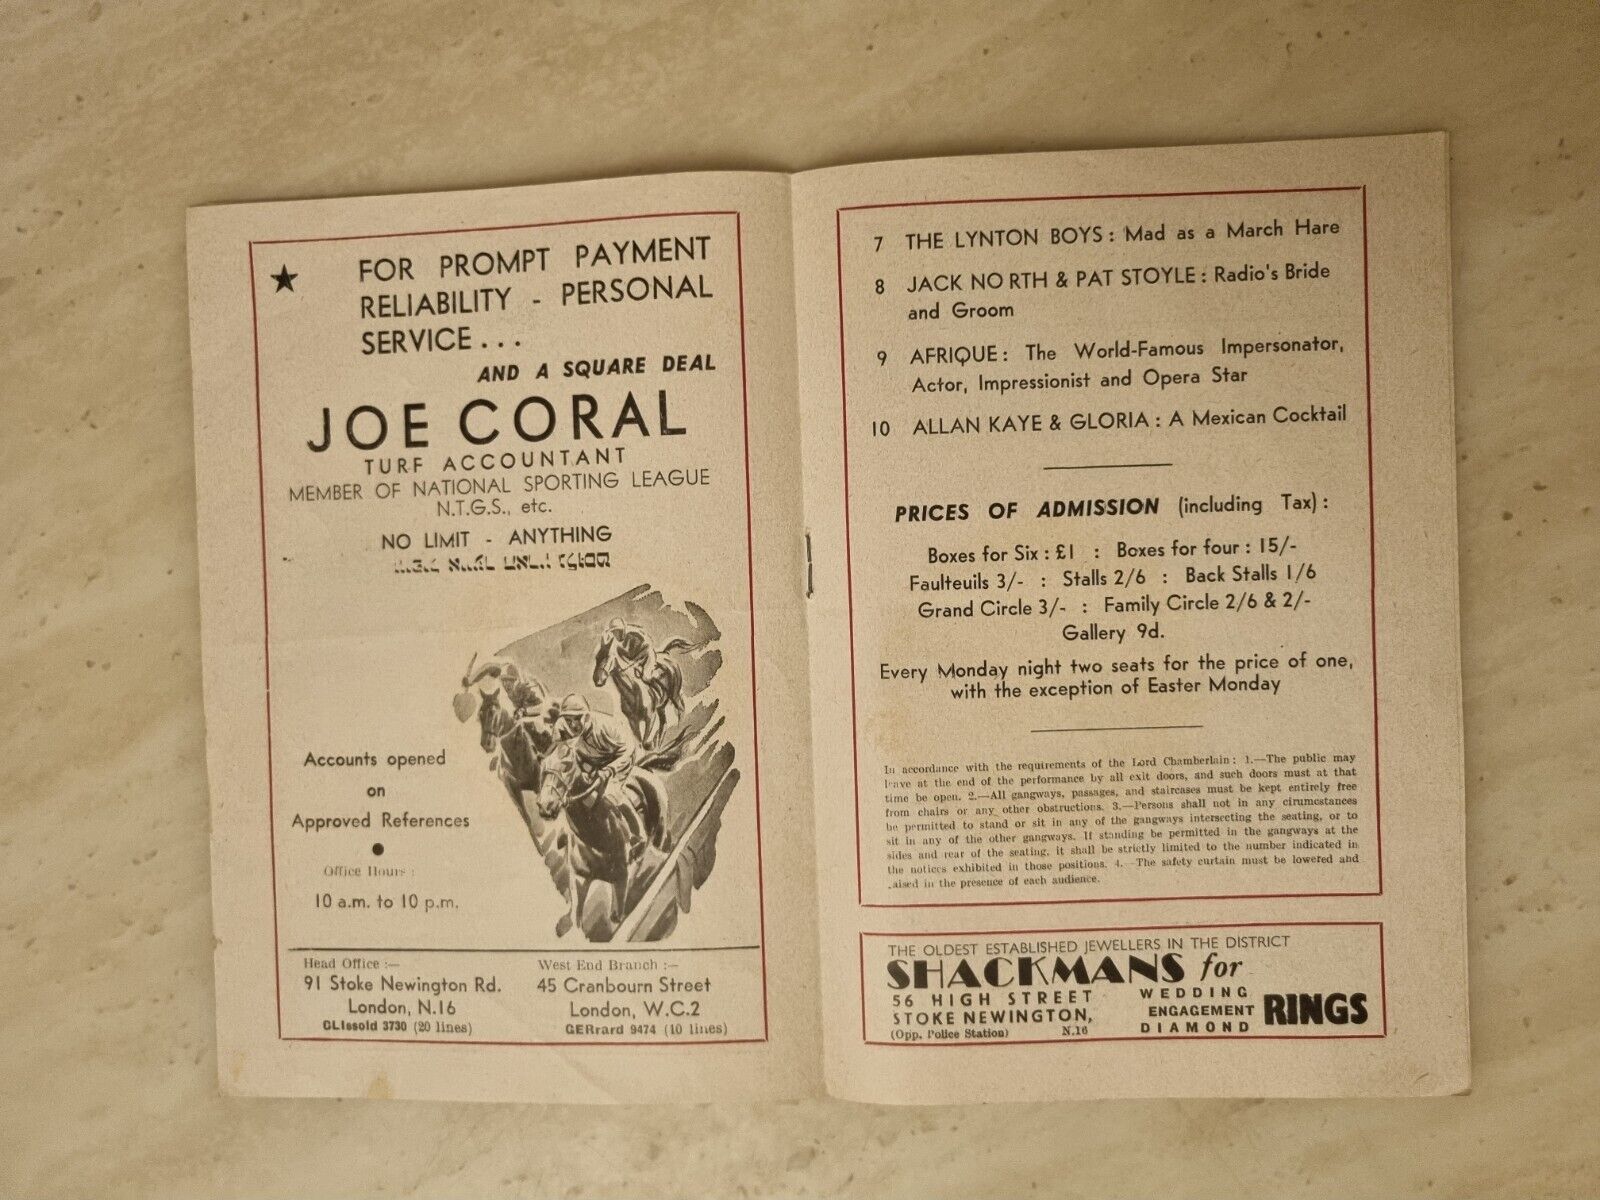 FOR PROMPT PAYMENT
RELIABILITY - PERSONAL
SERVICE...
AND A SQUARE DEAL
JOE CORAL
TURF ACCOUNTANT
MEMBER OF NATIONAL SPORTING LEAGUE
N.T.G.S., etc.
NO LIMIT - ANYTHING
Accounts opened
on
Approved References
Office Hours :
10 a.m. to 10 p.m.
Head Office :—
91 Stoke Newington Rd.
London, N.16
CLIssold 3730 (20 lines)
West End Branch :—
45 Cranbourn Street
London, W.C.2
GERrard 9474 (10 lines)
7 THE LYNTON BOYS : Mad as a March Hare
8 JACK NO RTH & PAT STOYLE : Radio's Bride
and Groom
9 AFRIQUE : The World-Famous Impersonator,
Actor, Impressionist and Opera Star
10 ALLAN KAYE & GLORIA : A Mexican Cocktail
PRICES OF ADMISSION (including Tax) :
Boxes for Six : £1 : Boxes for four : 15/-
Faulteuils 3/- : Stalls 2/6 : Back Stalls 1/6
Grand Circle 3/- : Family Circle 2/6 & 2/-
Gallery 9d.
Every Monday night two seats for the price of one,
with the exception of Easter Monday
In accordance with the requirements of the Lord Chamberlain : 1.—The public may
leave at the end of the performance by all exit doors, and such doors must at that
time be open. 2.—All gangways, passages, and staircases must be kept entirely free
from chairs or any other obstructions. 3.—Persons shall not in any cirumcstances
be permitted to stand or sit in any of the gangways intersecting the seating, or to
sit in any of the other gangways. If standing be permitted in the gangways at the
sides and rear of the seating, it shall be strictly limited to the number indicated in
the notices exhibited in those positions. 4.—The safety curtain must be lowered and
raised in the presence of each audience.
THE OLDEST ESTABLISHED JEWELLERS IN THE DISTRICT
SHACKMANS for
56 HIGH STREET
STOKE NEWINGTON,
(Opp. Police Station) N.16
WEDDING
ENGAGEMENT
DIAMOND
RINGS